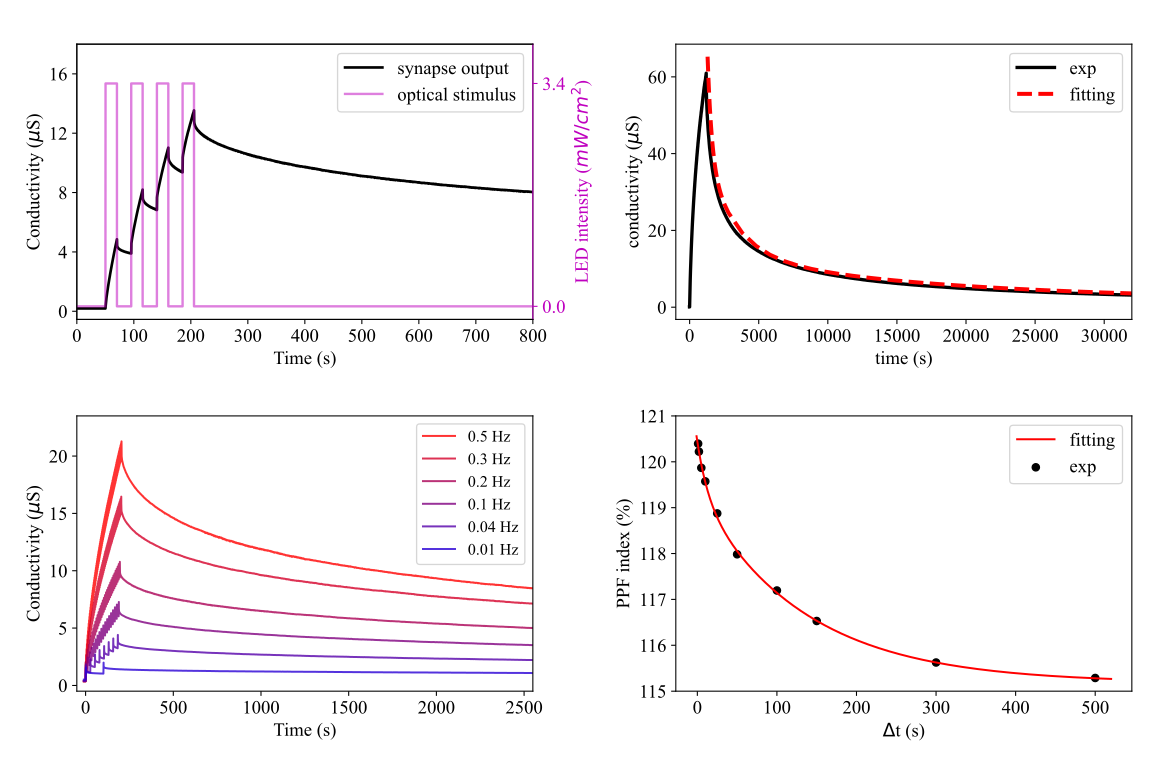 synapse output
optical stimulus
16
12
8
4
0
Conductivity (μS)
3.4
0.0
LED intensity (mW/cm²)
0 100 200 300 400 500 600 700 800
Time (s)
exp
fitting
60
40
20
0
conductivity (μS)
0 5000 10000 15000 20000 25000 30000
time (s)
0.5 Hz
0.3 Hz
0.2 Hz
0.1 Hz
0.04 Hz
0.01 Hz
20
15
10
5
0
Conductivity (μS)
0 500 1000 1500 2000 2500
Time (s)
fitting
exp
121
120
119
118
117
116
115
PPF index (%)
0 100 200 300 400 500
Δt (s)